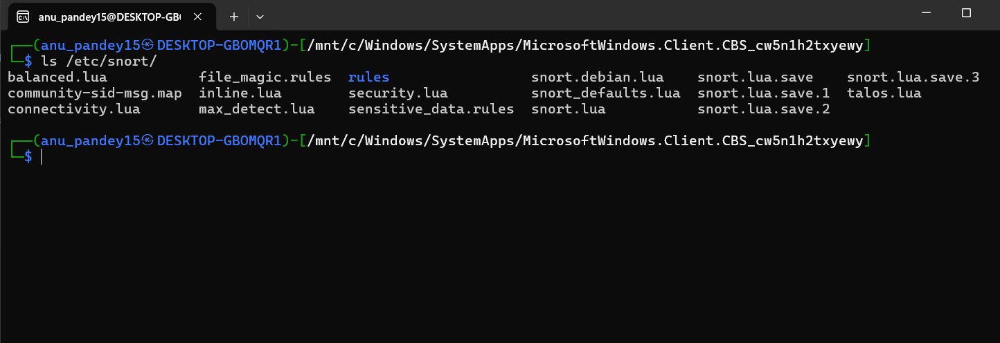 anu_pandey15@DESKTOP-GBO
┌──(anu_pandey15㉿DESKTOP-GBOMQR1)-[/mnt/c/Windows/SystemApps/MicrosoftWindows.Client.CBS_cw5n1h2txyewy]
└─$ ls /etc/snort/
balanced.lua file_magic.rules rules snort.debian.lua snort.lua.save snort.lua.save.3
community-sid-msg.map inline.lua security.lua snort_defaults.lua snort.lua.save.1 talos.lua
connectivity.lua max_detect.lua sensitive_data.rules snort.lua snort.lua.save.2
┌──(anu_pandey15㉿DESKTOP-GBOMQR1)-[/mnt/c/Windows/SystemApps/MicrosoftWindows.Client.CBS_cw5n1h2txyewy]
└─$